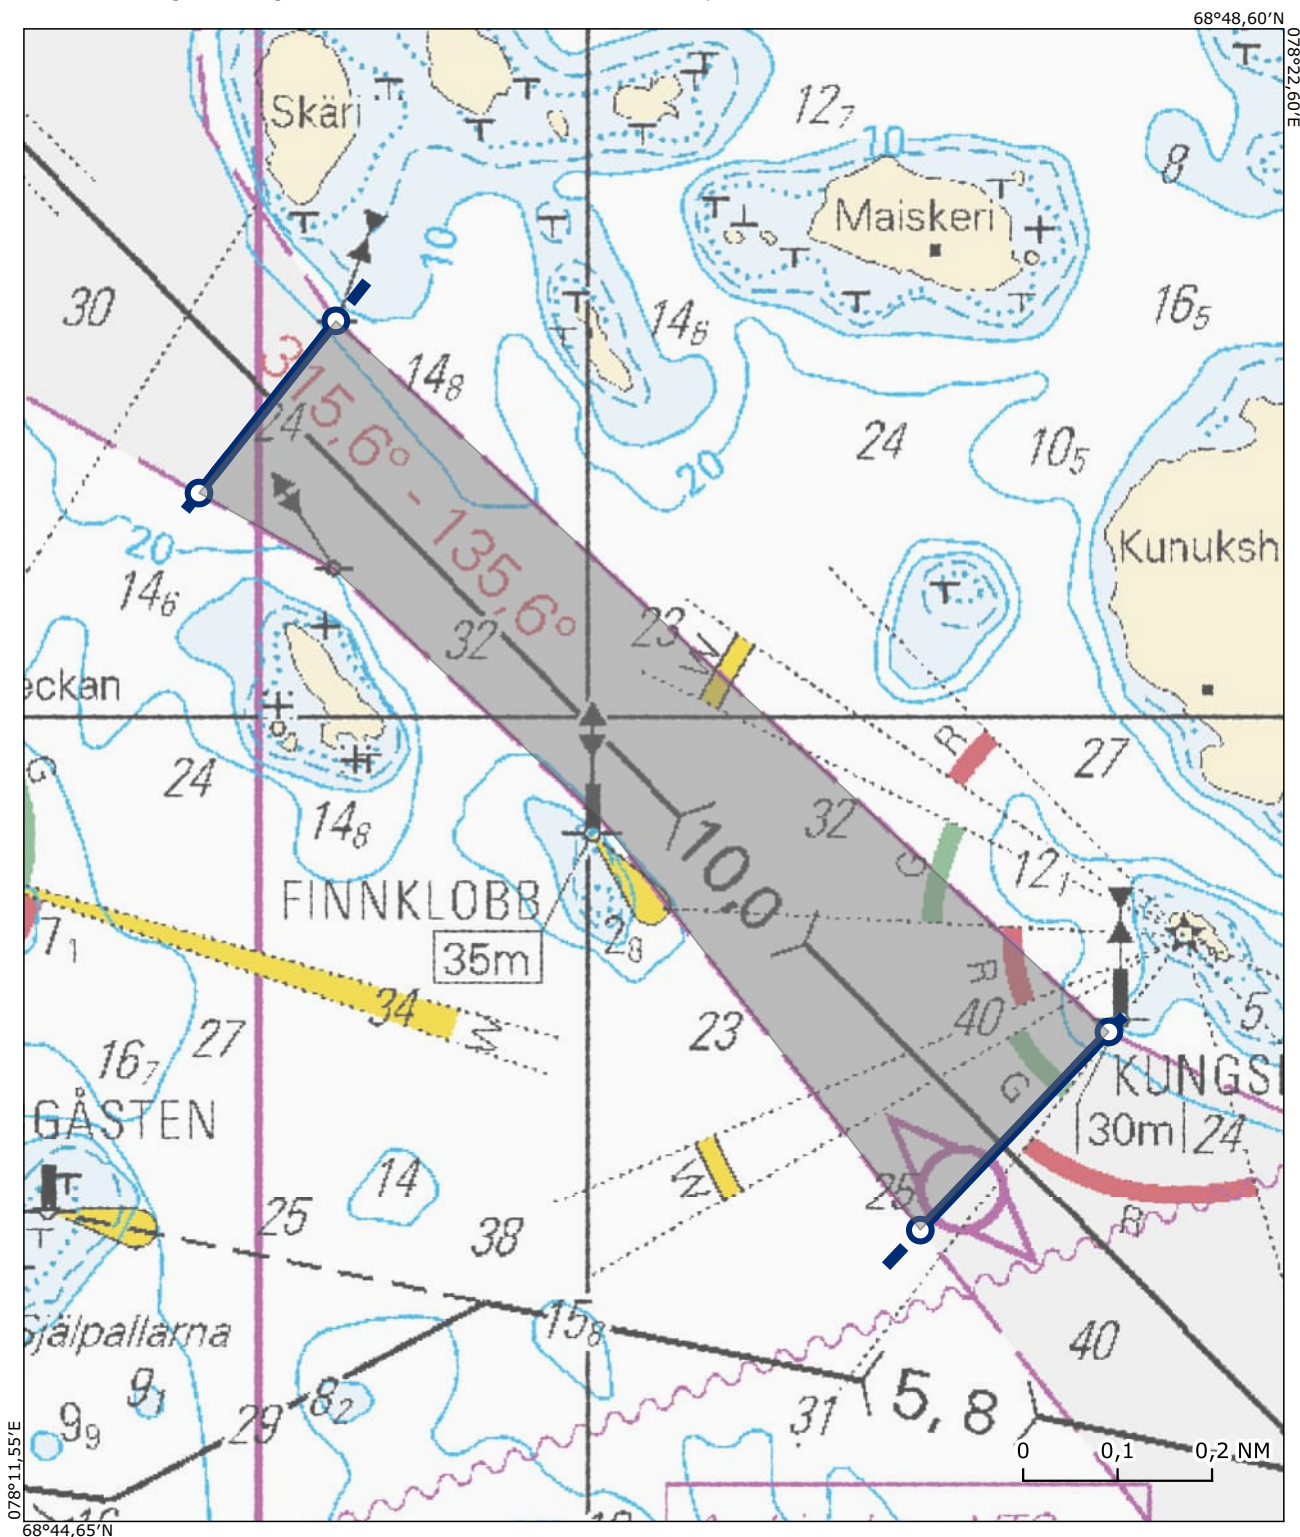 68°48,60′N
078°22,60′E
Skäri
12₇
10
8
Maiskeri
10
30
14₆
16₅
14₈
315,6° - 135,6°
24
24
10₅
20
Kunuksh
20
14₆
23
W
32
eckan
R
27
G
24
14₈
32
G
12₁
10,0
FINNKLOBB
2₈
7₁
35m
R
34
W
40
5
27
23
16₇
G
KUNGS
GÅSTEN
30m
24
14
W
25
25
38
R
Själpallarna
15₈
40
9₁
8₂
5,8
31
9₉
29
0 0,1 0,2 NM
078°11,55′E
68°44,65′N